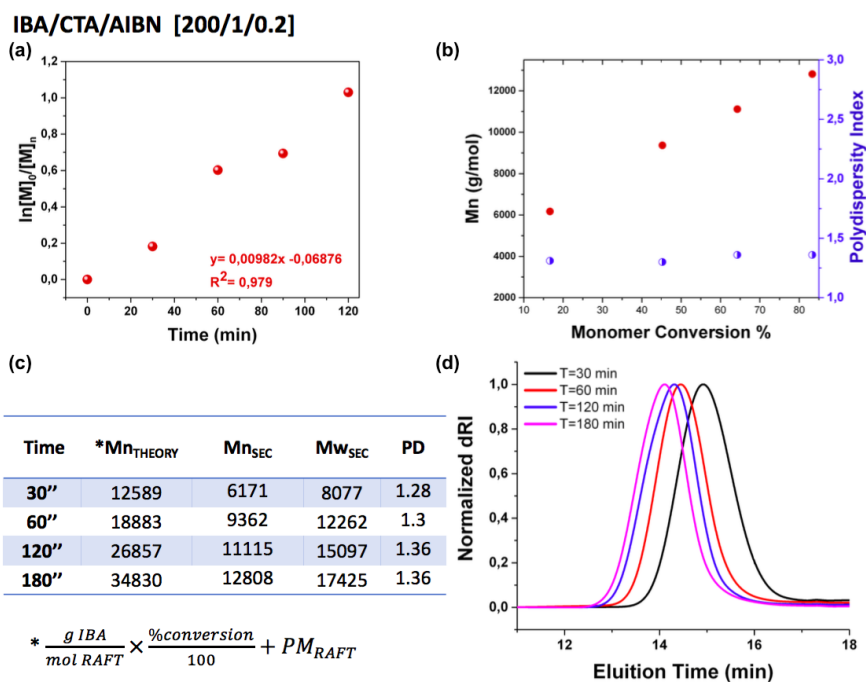 IBA/CTA/AIBN [200/1/0.2]
(a)
1,2
1,0
0,8
0,6
0,4
0,2
0,0
ln[M]0/[M]n
y= 0,00982x -0,06876
R2= 0,979
0 20 40 60 80 100 120
Time (min)
(b)
12000
10000
8000
6000
4000
2000
Mn (g/mol)
3,0
2,5
2,0
1,5
1,0
Polydispersity Index
10 20 30 40 50 60 70 80
Monomer Conversion %
(c)
Time *MnTHEORY MnSEC MwSEC PD
30’’ 12589 6171 8077 1.28
60’’ 18883 9362 12262 1.3
120’’ 26857 11115 15097 1.36
180’’ 34830 12808 17425 1.36
* g IBA / mol RAFT × %conversion / 100 + PMRAFT
(d)
T=30 min
T=60 min
T=120 min
T=180 min
1,0
0,8
0,6
0,4
0,2
0,0
Normalized dRI
12 14 16 18
Eluition Time (min)